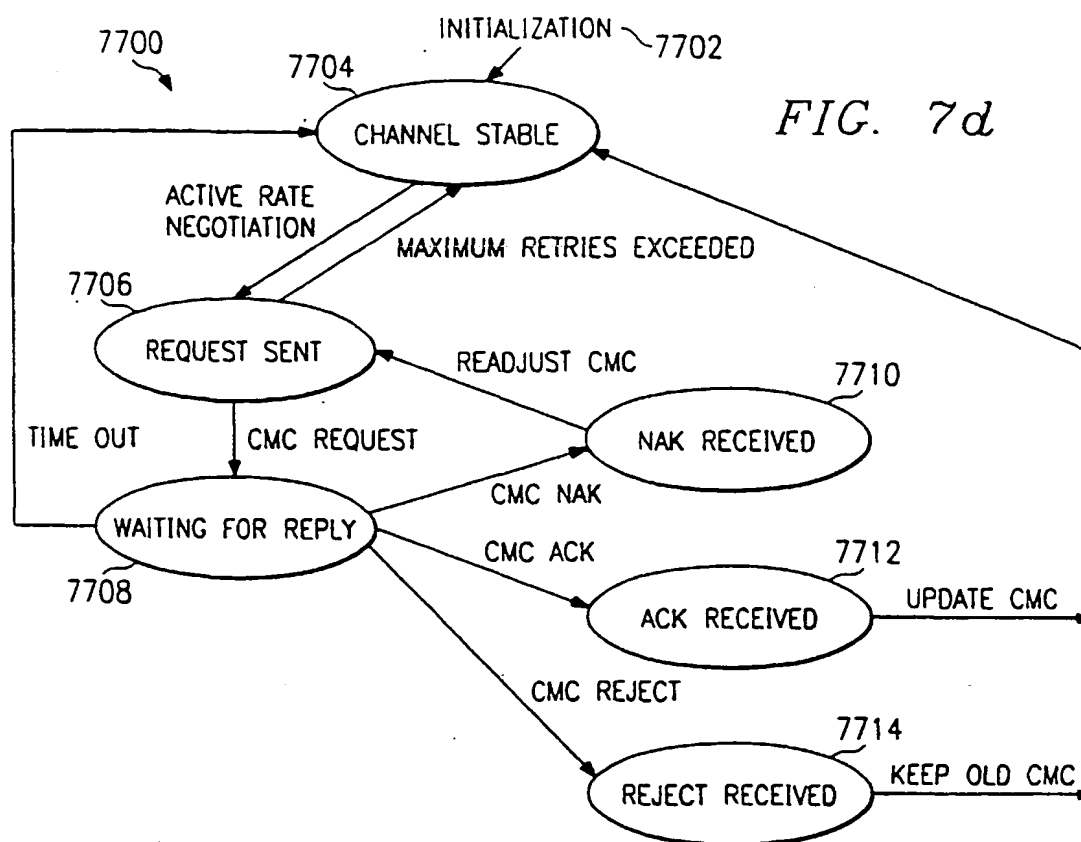 INITIALIZATION
7702
7700
7704
FIG. 7d
CHANNEL STABLE
ACTIVE RATE
NEGOTIATION
MAXIMUM RETRIES EXCEEDED
7706
REQUEST SENT
READJUST CMC
7710
NAK RECEIVED
TIME OUT
CMC REQUEST
CMC NAK
WAITING FOR REPLY
7708
CMC ACK
7712
ACK RECEIVED
UPDATE CMC
CMC REJECT
7714
REJECT RECEIVED
KEEP OLD CMC